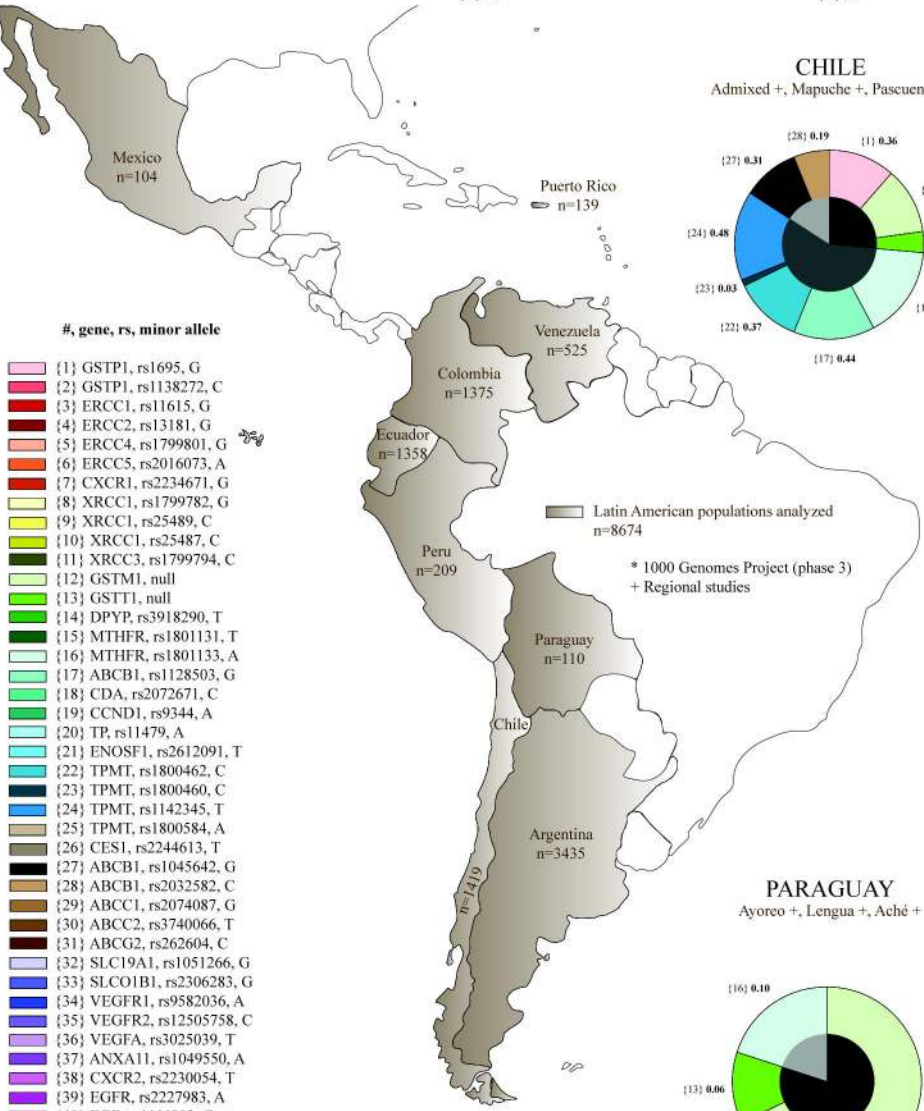 CHILE
Admixed +, Mapuche +, Pascuen
{28} 0.19
{1} 0.36
{27} 0.31
{24} 0.48
{23} 0.03
{22} 0.37
{17} 0.44
Mexico
n=104
Puerto Rico
n=139
Venezuela
n=525
Colombia
n=1375
Ecuador
n=1358
Peru
n=209
Latin American populations analyzed
n=8674
* 1000 Genomes Project (phase 3)
+ Regional studies
Paraguay
n=110
Chile
n=1419
Argentina
n=3435
#, gene, rs, minor allele
{1} GSTP1, rs1695, G
{2} GSTP1, rs1138272, C
{3} ERCC1, rs11615, G
{4} ERCC2, rs13181, G
{5} ERCC4, rs1799801, G
{6} ERCC5, rs2016073, A
{7} CXCR1, rs2234671, G
{8} XRCC1, rs1799782, G
{9} XRCC1, rs25489, C
{10} XRCC1, rs25487, C
{11} XRCC3, rs1799794, C
{12} GSTM1, null
{13} GSTT1, null
{14} DPYP, rs3918290, T
{15} MTHFR, rs1801131, T
{16} MTHFR, rs1801133, A
{17} ABCB1, rs1128503, G
{18} CDA, rs2072671, C
{19} CCND1, rs9344, A
{20} TP, rs11479, A
{21} ENOSF1, rs2612091, T
{22} TPMT, rs1800462, C
{23} TPMT, rs1800460, C
{24} TPMT, rs1142345, T
{25} TPMT, rs1800584, A
{26} CES1, rs2244613, T
{27} ABCB1, rs1045642, G
{28} ABCB1, rs2032582, C
{29} ABCC1, rs2074087, G
{30} ABCC2, rs3740066, T
{31} ABCG2, rs262604, C
{32} SLC19A1, rs1051266, G
{33} SLCO1B1, rs2306283, G
{34} VEGFR1, rs9582036, A
{35} VEGFR2, rs12505758, C
{36} VEGFA, rs3025039, T
{37} ANXA11, rs1049550, A
{38} CXCR2, rs2230054, T
{39} EGFR, rs2227983, A
PARAGUAY
Ayoreo +, Lengua +, Aché +
{16} 0.10
{13} 0.06